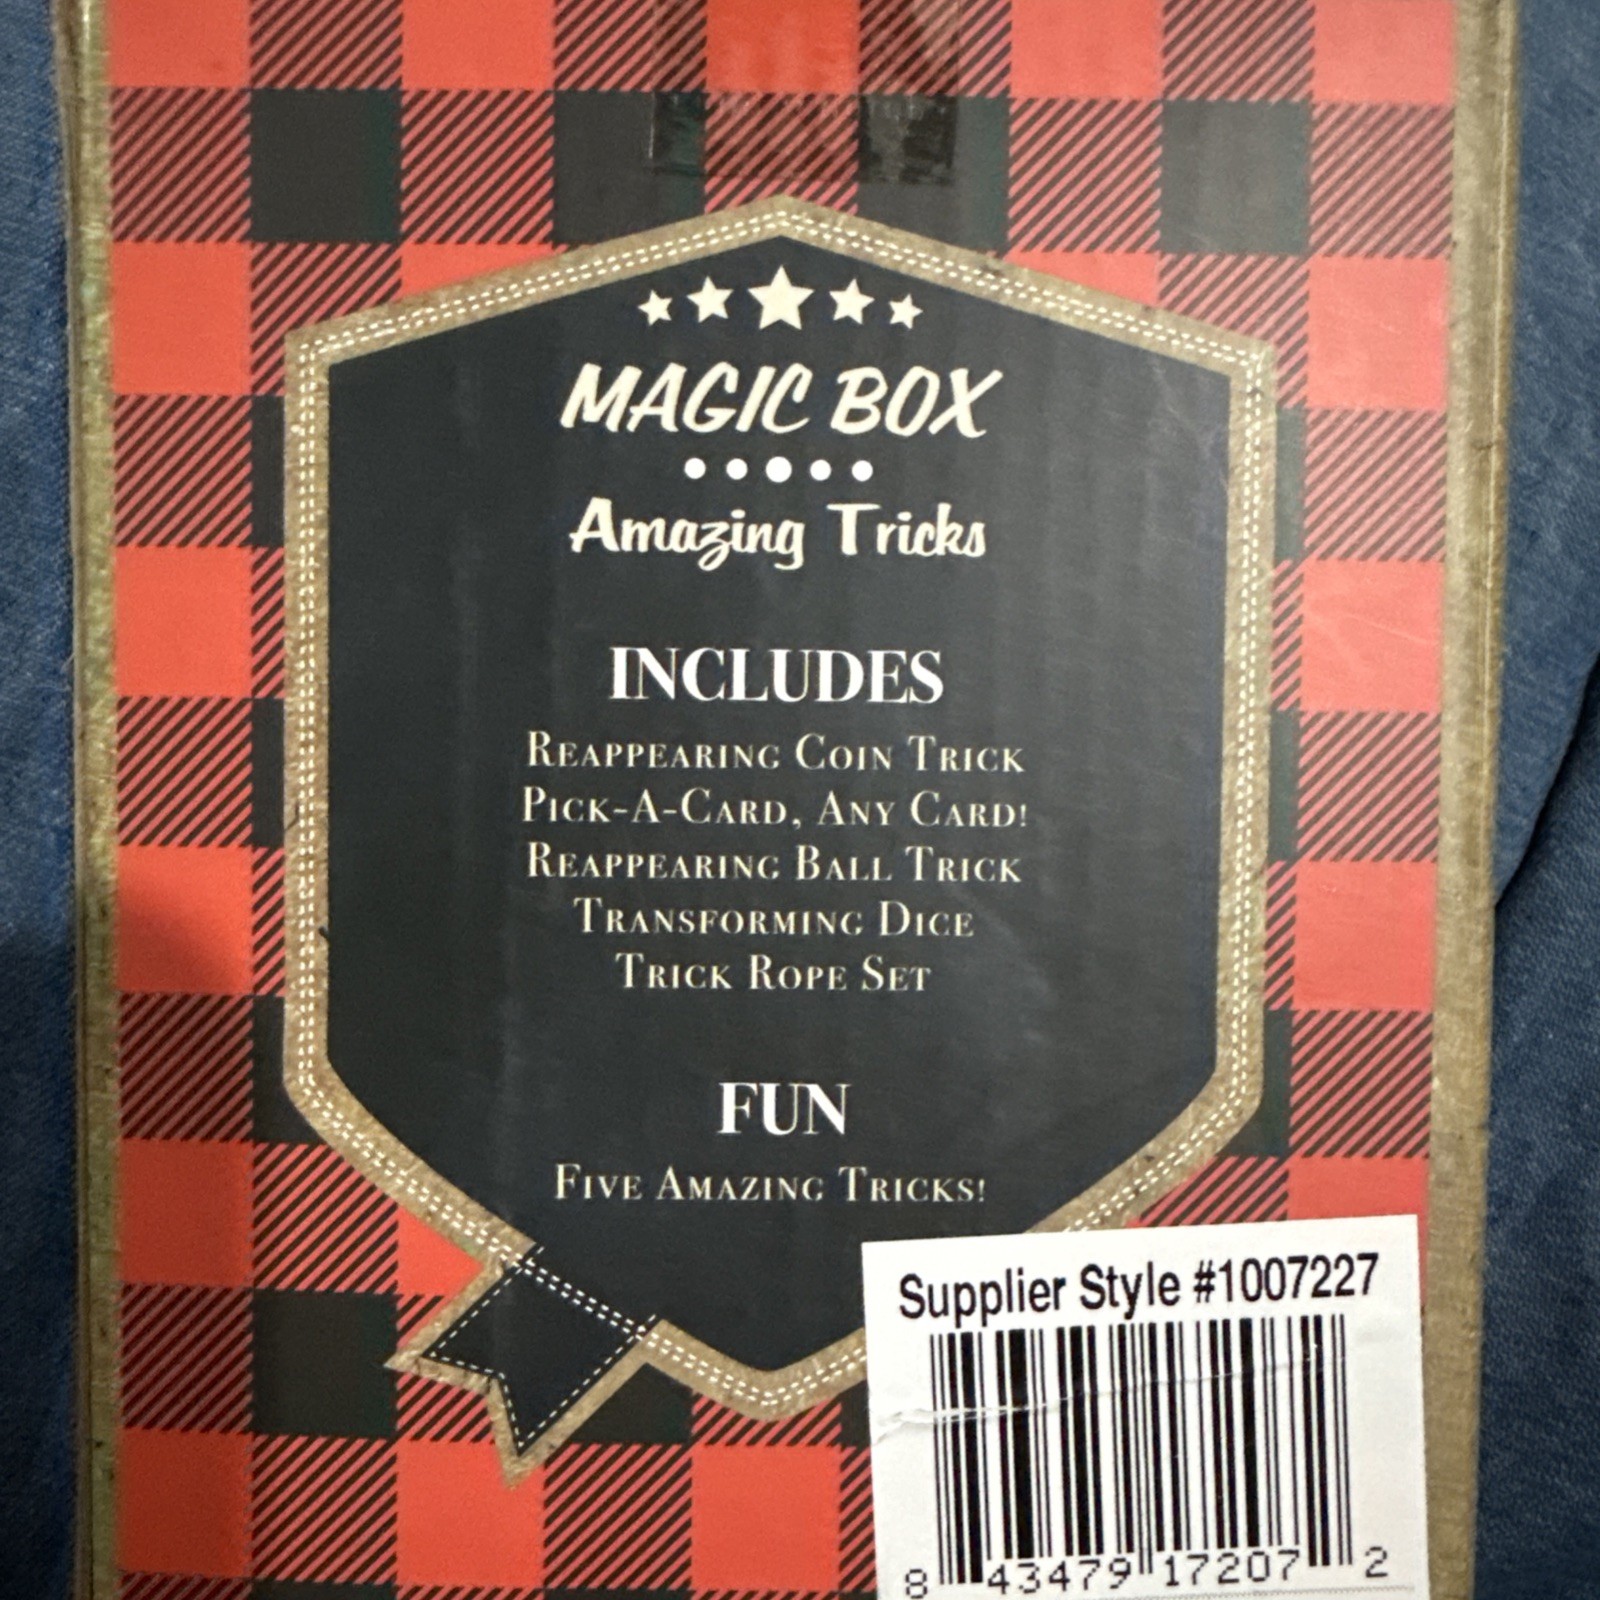 MAGIC BOX
Amazing Tricks
INCLUDES
REAPPEARING COIN TRICK
PICK-A-CARD, ANY CARD!
REAPPEARING BALL TRICK
TRANSFORMING DICE
TRICK ROPE SET
FUN
FIVE AMAZING TRICKS!
Supplier Style #1007227
8 43479 17207 2